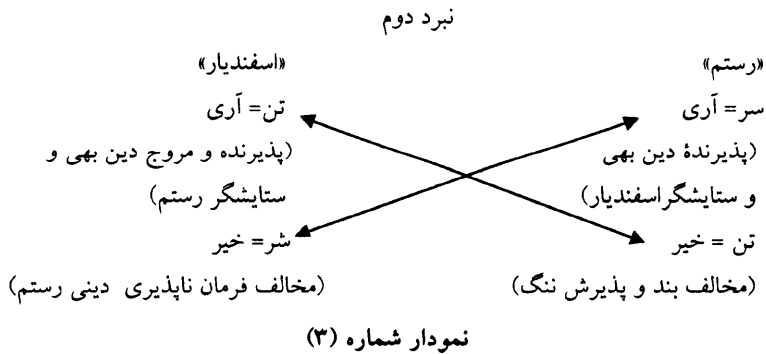 نبرد دوم
«رستم» «اسفندیار»
سر= آری تن= آری
(پذیرندهٔ دین بهی (پذیرنده و مروج دین بهی و
و ستایشگراسفندیار) ستایشگر رستم)
تن = خیر شر= خیر
(مخالف بند و پذیرش ننگ) (مخالف فرمان ناپذیری دینی رستم)
نمودار شماره (۳)